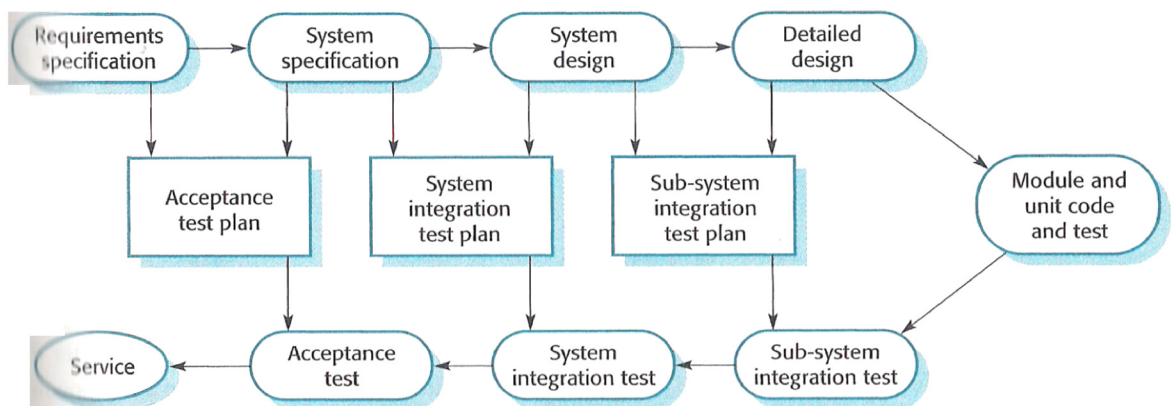 Requirements
specification
System
specification
System
design
Detailed
design
Acceptance
test plan
System
integration
test plan
Sub-system
integration
test plan
Module and
unit code
and test
Service
Acceptance
test
System
integration test
Sub-system
integration test